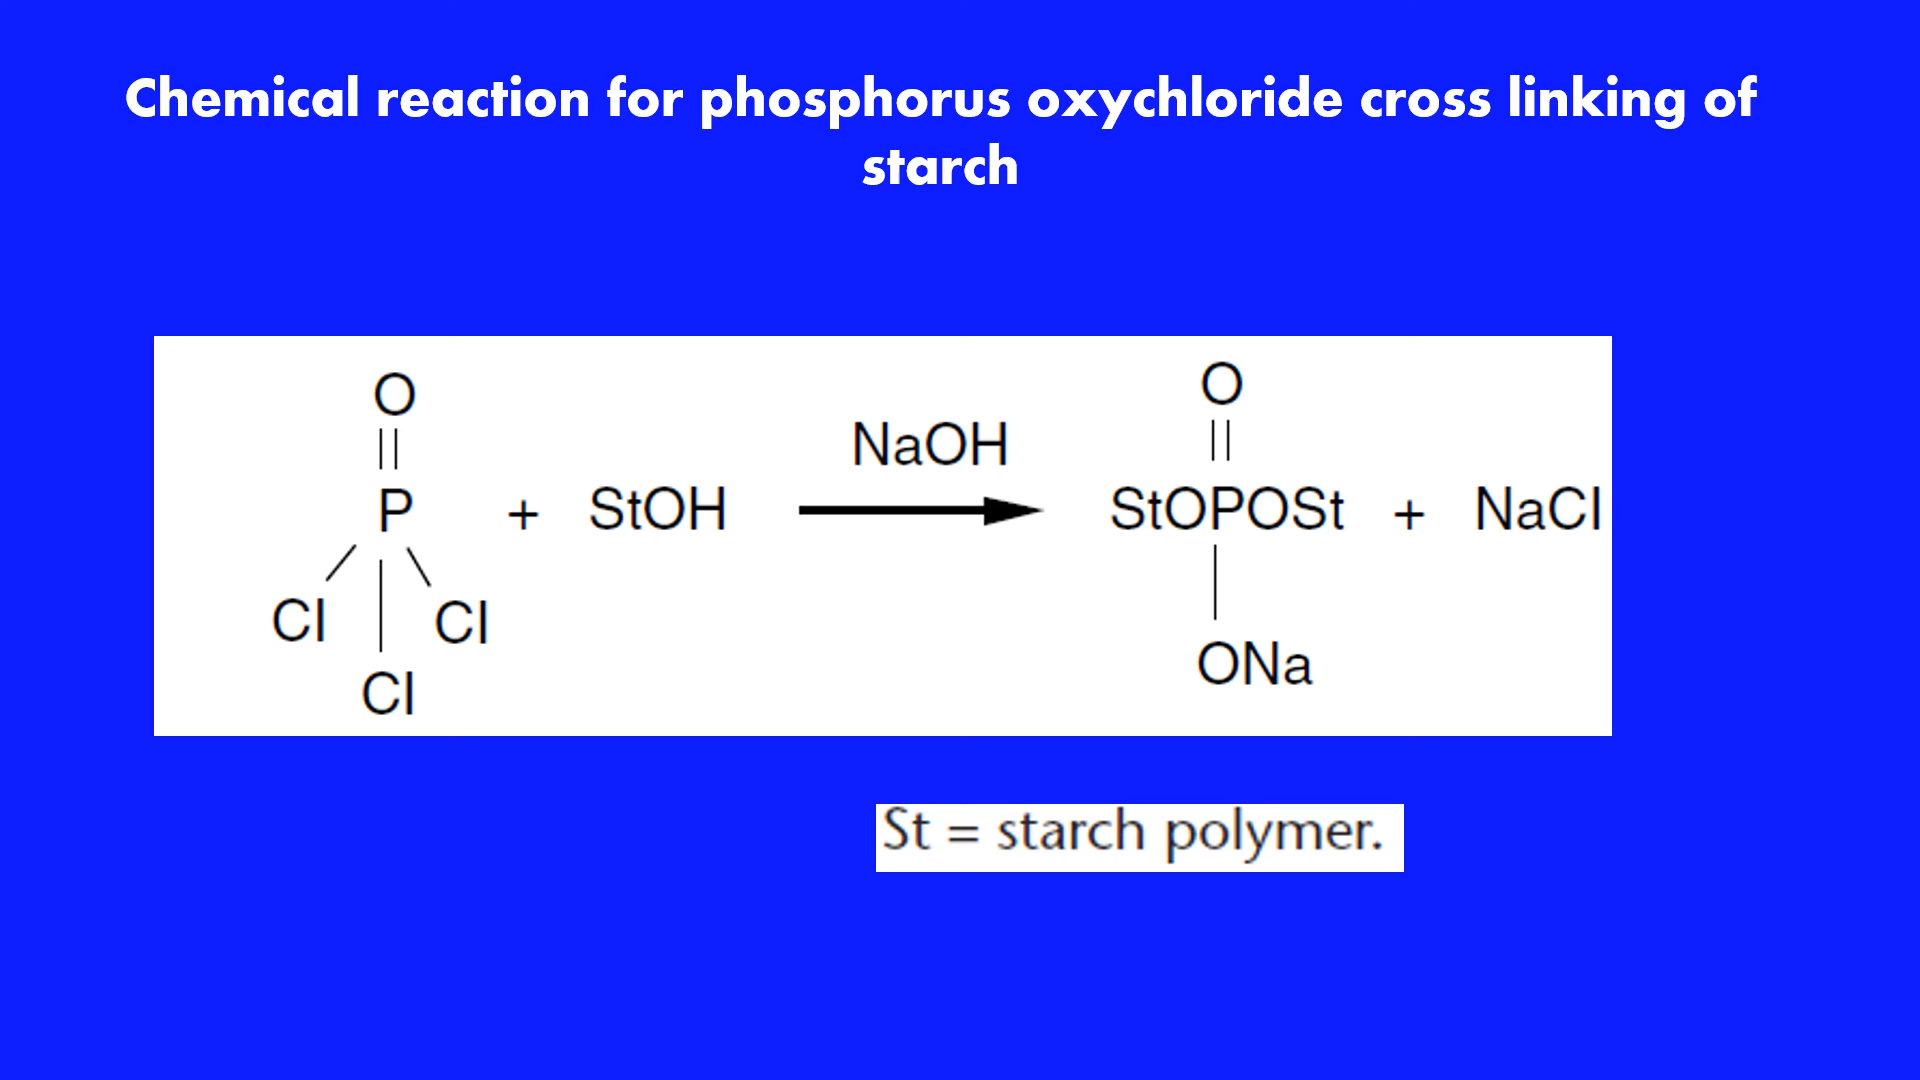 Chemical reaction for phosphorus oxychloride cross linking of
starch
O
O
NaOH
P + StOH StOPOSt + NaCl
Cl Cl
ONa
Cl
St = starch polymer.